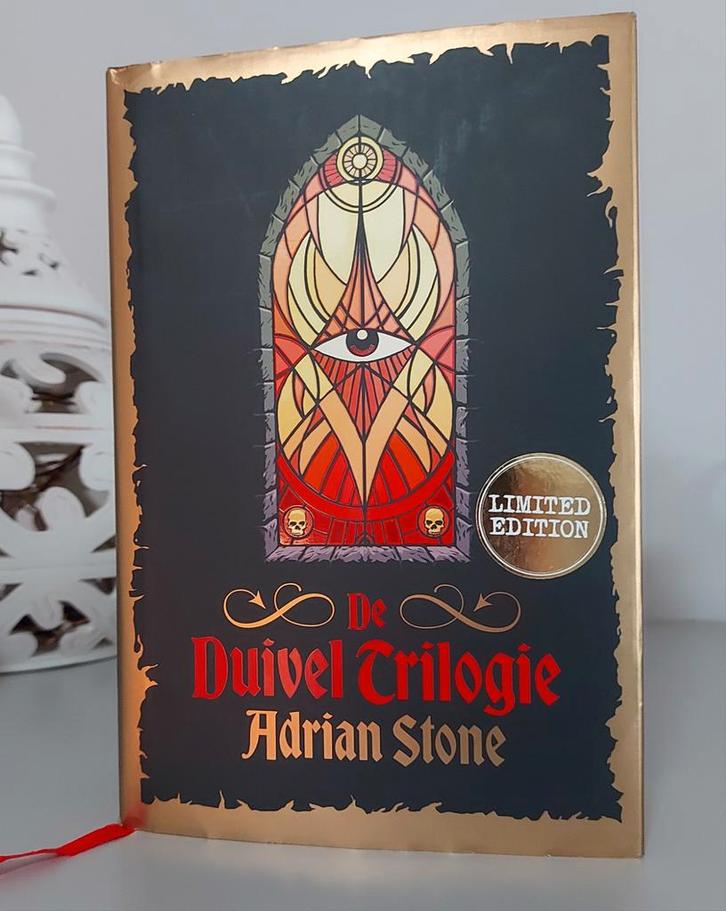 LIMITED
EDITION
De
Duivel Trilogie
Adrian Stone